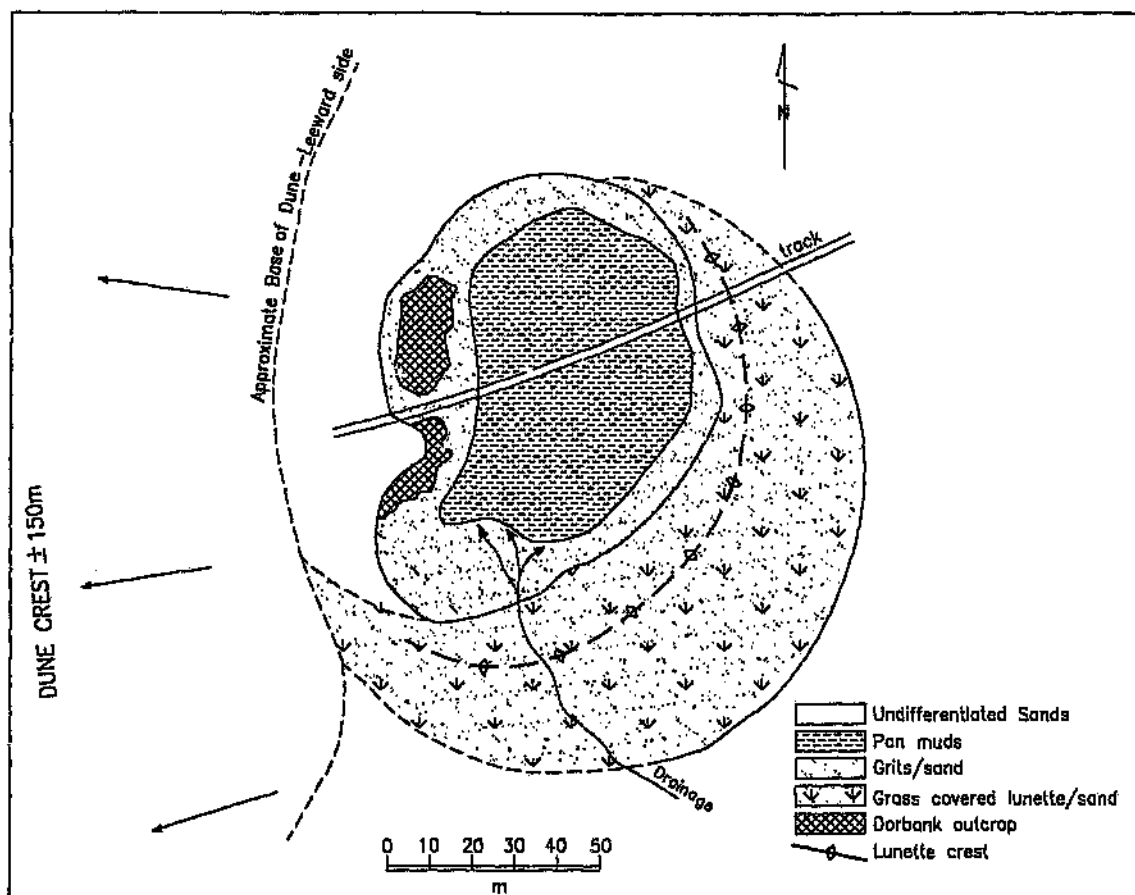 N
track
Approximate Base of Dune -Leeward side
DUNE CREST ± 150m
Drainage
Undifferentiated Sands
Pan muds
Grits/sand
Grass covered lunette/sand
Dorbank outcrop
Lunette crest
0 10 20 30 40 50
m